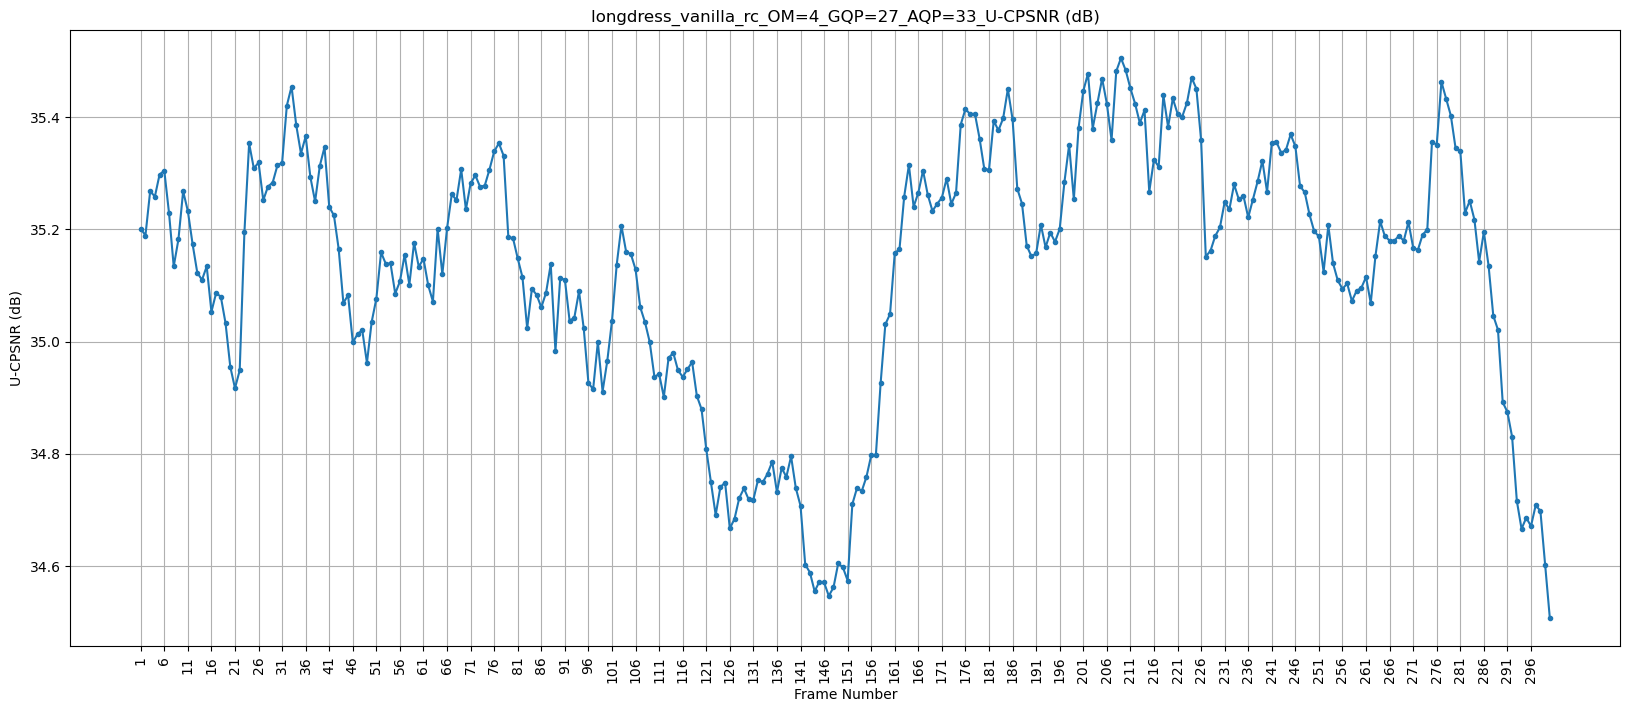 longdress_vanilla_rc_OM=4_GQP=27_AQP=33_U-CPSNR (dB)
U-CPSNR (dB)
35.4
35.2
35.0
34.8
34.6
1 6 11 16 21 26 31 36 41 46 51 56 61 66 71 76 81 86 91 96 101 106 111 116 121 126 131 136 141 146 151 156 161 166 171 176 181 186 191 196 201 206 211 216 221 226 231 236 241 246 251 256 261 266 271 276 281 286 291 296
Frame Number